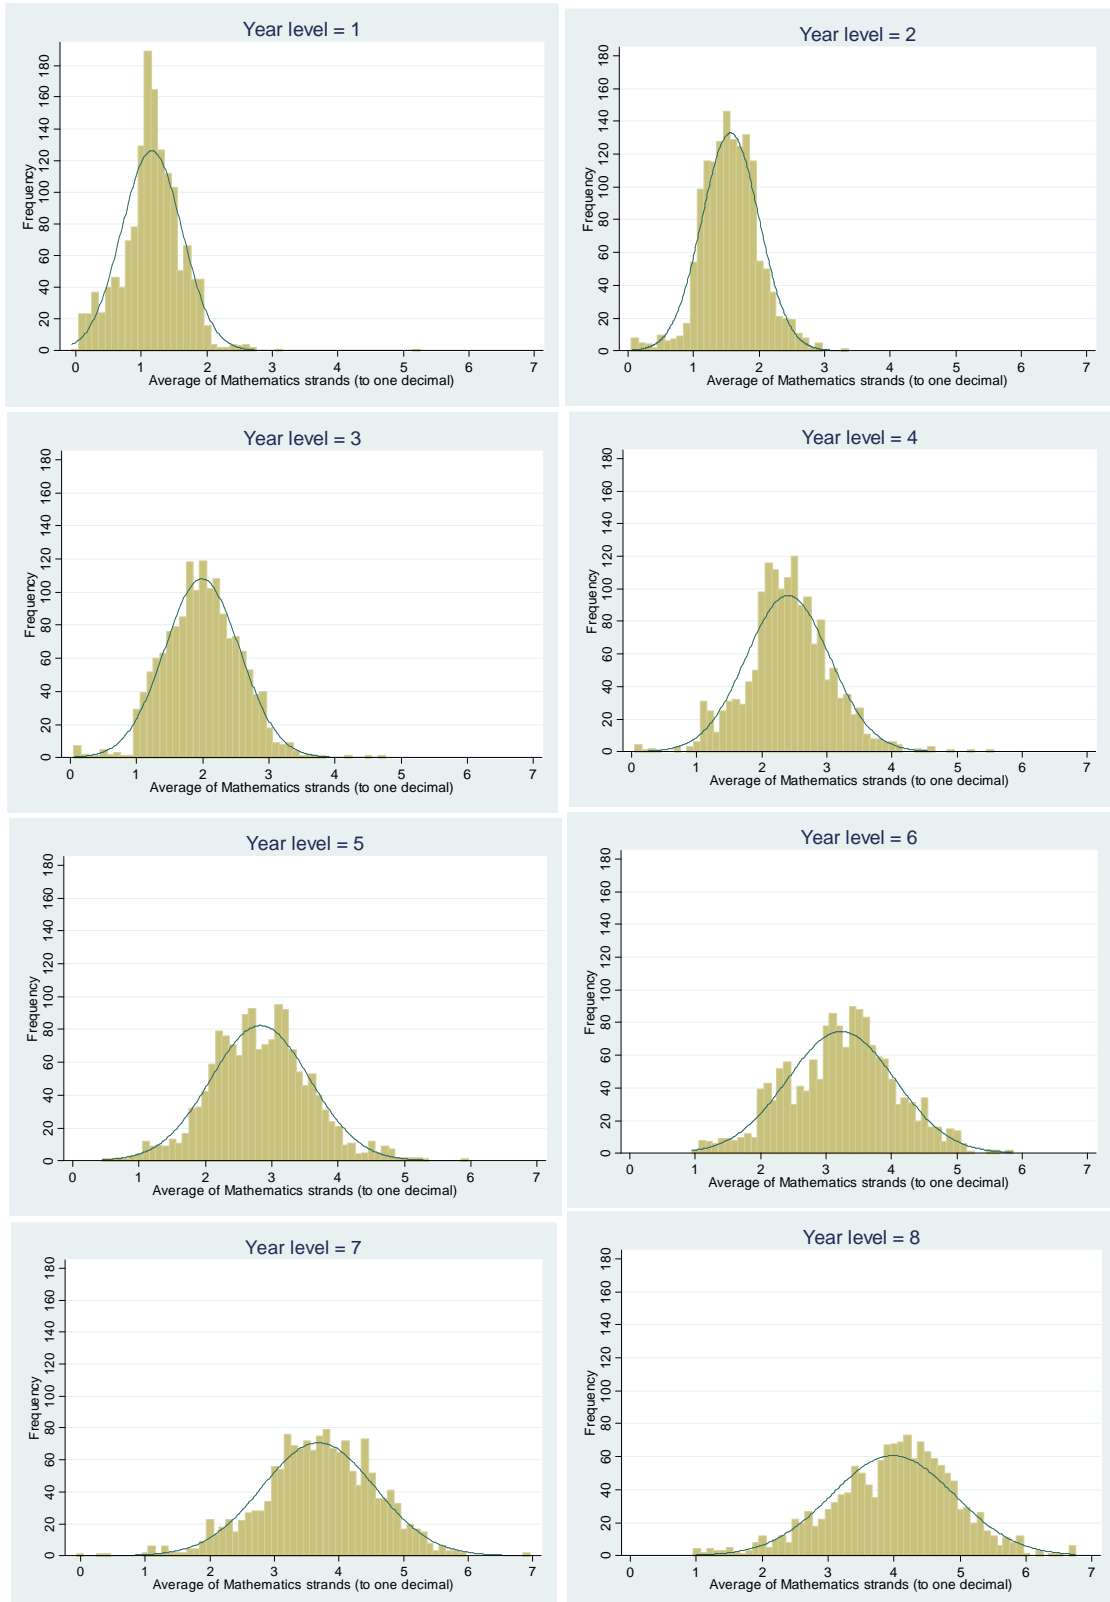 Year level = 1
Frequency
0 20 40 60 80 100 120 140 160 180
0 1 2 3 4 5 6 7
Average of Mathematics strands (to one decimal)
Year level = 2
Frequency
0 20 40 60 80 100 120 140 160 180
0 1 2 3 4 5 6 7
Average of Mathematics strands (to one decimal)
Year level = 3
Frequency
0 20 40 60 80 100 120 140 160 180
0 1 2 3 4 5 6 7
Average of Mathematics strands (to one decimal)
Year level = 4
Frequency
0 20 40 60 80 100 120 140 160 180
0 1 2 3 4 5 6 7
Average of Mathematics strands (to one decimal)
Year level = 5
Frequency
0 20 40 60 80 100 120 140 160 180
0 1 2 3 4 5 6 7
Average of Mathematics strands (to one decimal)
Year level = 6
Frequency
0 20 40 60 80 100 120 140 160 180
0 1 2 3 4 5 6 7
Average of Mathematics strands (to one decimal)
Year level = 7
Frequency
0 20 40 60 80 100 120 140 160 180
0 1 2 3 4 5 6 7
Average of Mathematics strands (to one decimal)
Year level = 8
Frequency
0 20 40 60 80 100 120 140 160 180
0 1 2 3 4 5 6 7
Average of Mathematics strands (to one decimal)